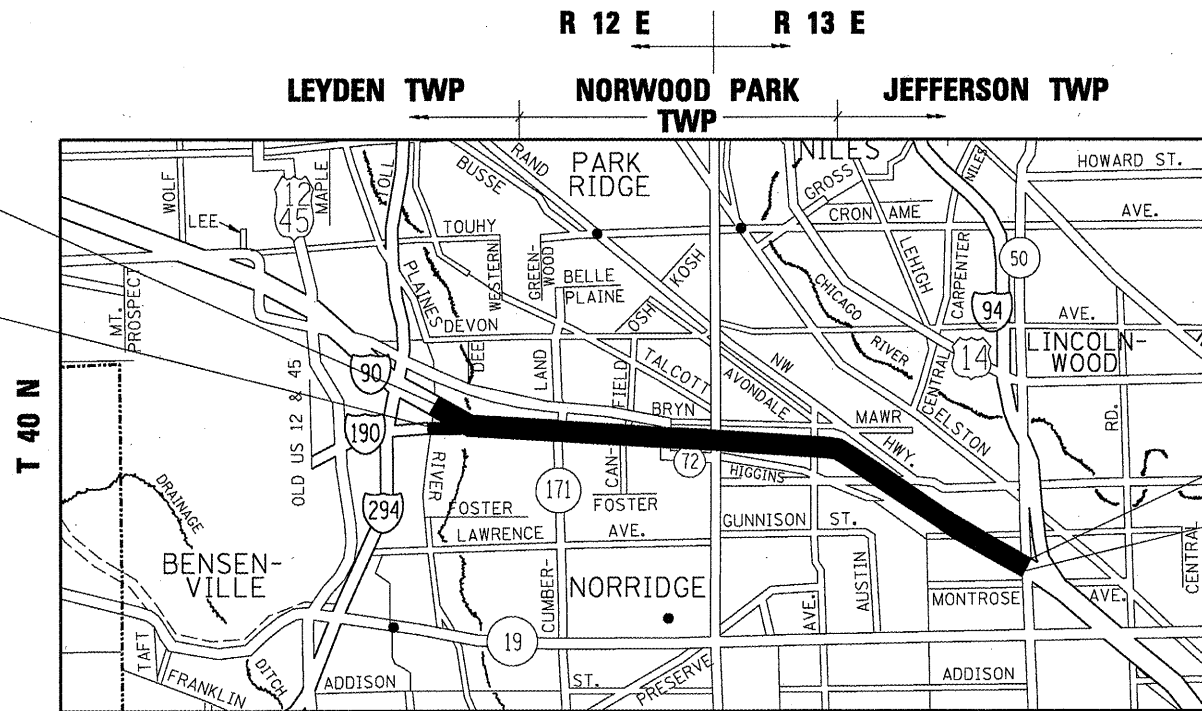 R 12 E
R 13 E
LEYDEN TWP
NORWOOD PARK
TWP
JEFFERSON TWP
T 40 N
WOLF
LEE
12
45
MAPLE
TOLL
BUSSE
RAND
PARK
RIDGE
NILES
GROSS
NILES
HOWARD ST.
CRON AME
AVE.
TOUHY
WESTERN
GREEN-
WOOD
BELLE
PLAINE
KOSH
OSH
CHICAGO
RIVER
LEHIGH
CARPENTER
50
94
MT.
PROSPECT
PLAINES
DEVON
DES
AVE.
LINCOLN-
WOOD
14
90
190
294
OLD US 12 & 45
RIVER
LAND
FIELD
TALCOTT
AVONDALE
NW
HWY.
BRYN
MAWR
CENTRAL
ELSTON
RD.
72
HIGGINS
171
CAN-
FOSTER
FOSTER
LAWRENCE
AVE.
GUNNISON ST.
DRAINAGE
DITCH
BENSEN-
VILLE
NORRIDGE
CUMBER-
AVE.
AUSTIN
MONTROSE
AVE.
CENTRAL
19
TAFT
FRANKLIN
ADDISON
ST.
PRESERVE
ADDISON